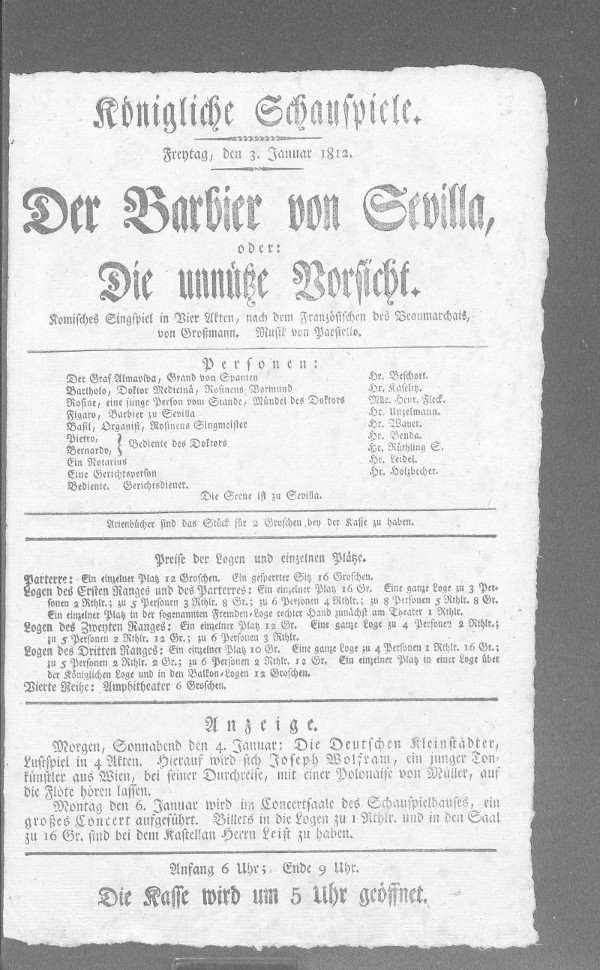 Königliche Schauspiele.
Freytag, den 3. Januar 1812.
Der Barbier von Sevilla,
oder:
Die unnütze Vorsicht.
Komisches Singspiel in Vier Akten, nach dem Französischen des Beaumarchais,
von Großmann. Musik von Paesiello.
Personen:
Der Graf Almaviva, Grand von Spanien Hr. Beschort.
Bartholo, Doktor Medicinä, Rosinens Vormund Hr. Kaselitz.
Rosine, eine junge Person vom Stande, Mündel des Doktors Mlle. Henr. Fleck.
Figaro, Barbier zu Sevilla Hr. Unzelmann.
Basil, Organist, Rosinens Singmeister Hr. Wauer.
Pietro, Hr. Benda.
Bediente des Doktors
Bernardo, Hr. Rüthling S.
Ein Notarius Hr. Leidel.
Eine Gerichtsperson Hr. Holzbecher.
Bediente. Gerichtsdiener.
Die Scene ist zu Sevilla.
Arienbücher sind das Stück für 2 Groschen bey der Kasse zu haben.
Preise der Logen und einzelnen Plätze.
Parterre: Ein einzelner Platz 12 Groschen. Ein gesperrter Sitz 16 Groschen.
Logen des Ersten Ranges und des Parterres: Ein einzelner Platz 16 Gr. Eine ganze Loge zu 3 Per-
sonen 2 Rthlr.; zu 5 Personen 3 Rthlr. 8 Gr.; zu 6 Personen 4 Rthlr.; zu 8 Personen 5 Rthlr. 8 Gr.
Ein einzelner Platz in der sogenannten Fremden-Loge rechter Hand zunächst am Theater 1 Rthlr.
Logen des Zweyten Ranges: Ein einzelner Platz 12 Gr. Eine ganze Loge zu 4 Personen 2 Rthlr.;
zu 5 Personen 2 Rthlr. 12 Gr.; zu 6 Personen 3 Rthlr.
Logen des Dritten Ranges: Ein einzelner Platz 10 Gr. Eine ganze Loge zu 4 Personen 1 Rthlr. 16 Gr.;
zu 5 Personen 2 Rthlr. 2 Gr.; zu 6 Personen 2 Rthlr. 12 Gr. Ein einzelner Platz in einer Loge über
der Königlichen Loge und in den Balkon-Logen 12 Groschen.
Vierte Reihe: Amphitheater 6 Groschen.
Anzeige.
Morgen, Sonnabend den 4. Januar: Die Deutschen Kleinstädter,
Lustspiel in 4 Akten. Hierauf wird sich Joseph Wolfram, ein junger Ton-
künstler aus Wien, bei seiner Durchreise, mit einer Polonaise von Müller, auf
die Flöte hören lassen.
Montag den 6. Januar wird im Concertsaale des Schauspielhauses, ein
großes Concert aufgeführt. Billets in die Logen zu 1 Rthlr. und in den Saal
zu 16 Gr. sind bei dem Kastellan Herrn Leist zu haben.
Anfang 6 Uhr; Ende 9 Uhr.
Die Kasse wird um 5 Uhr geöffnet.